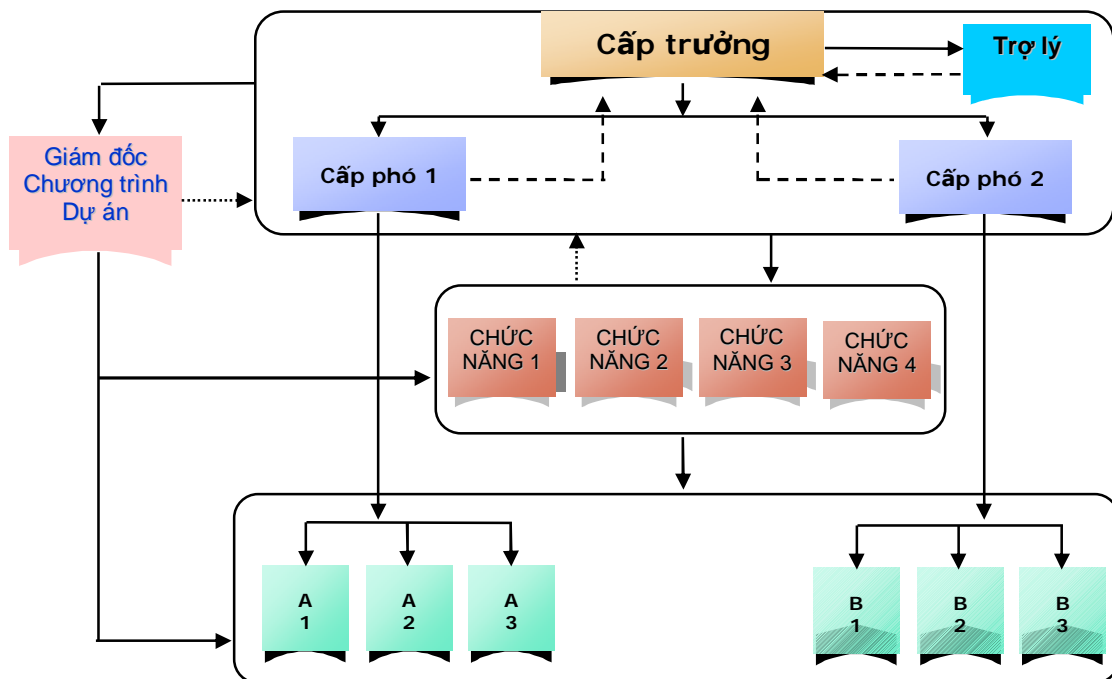 Cấp trưởng
Trợ lý
Giám đốc
Chương trình
Dự án
Cấp phó 1
Cấp phó 2
CHỨC
NĂNG 1
CHỨC
NĂNG 2
CHỨC
NĂNG 3
CHỨC
NĂNG 4
A
1
A
2
A
3
B
1
B
2
B
3